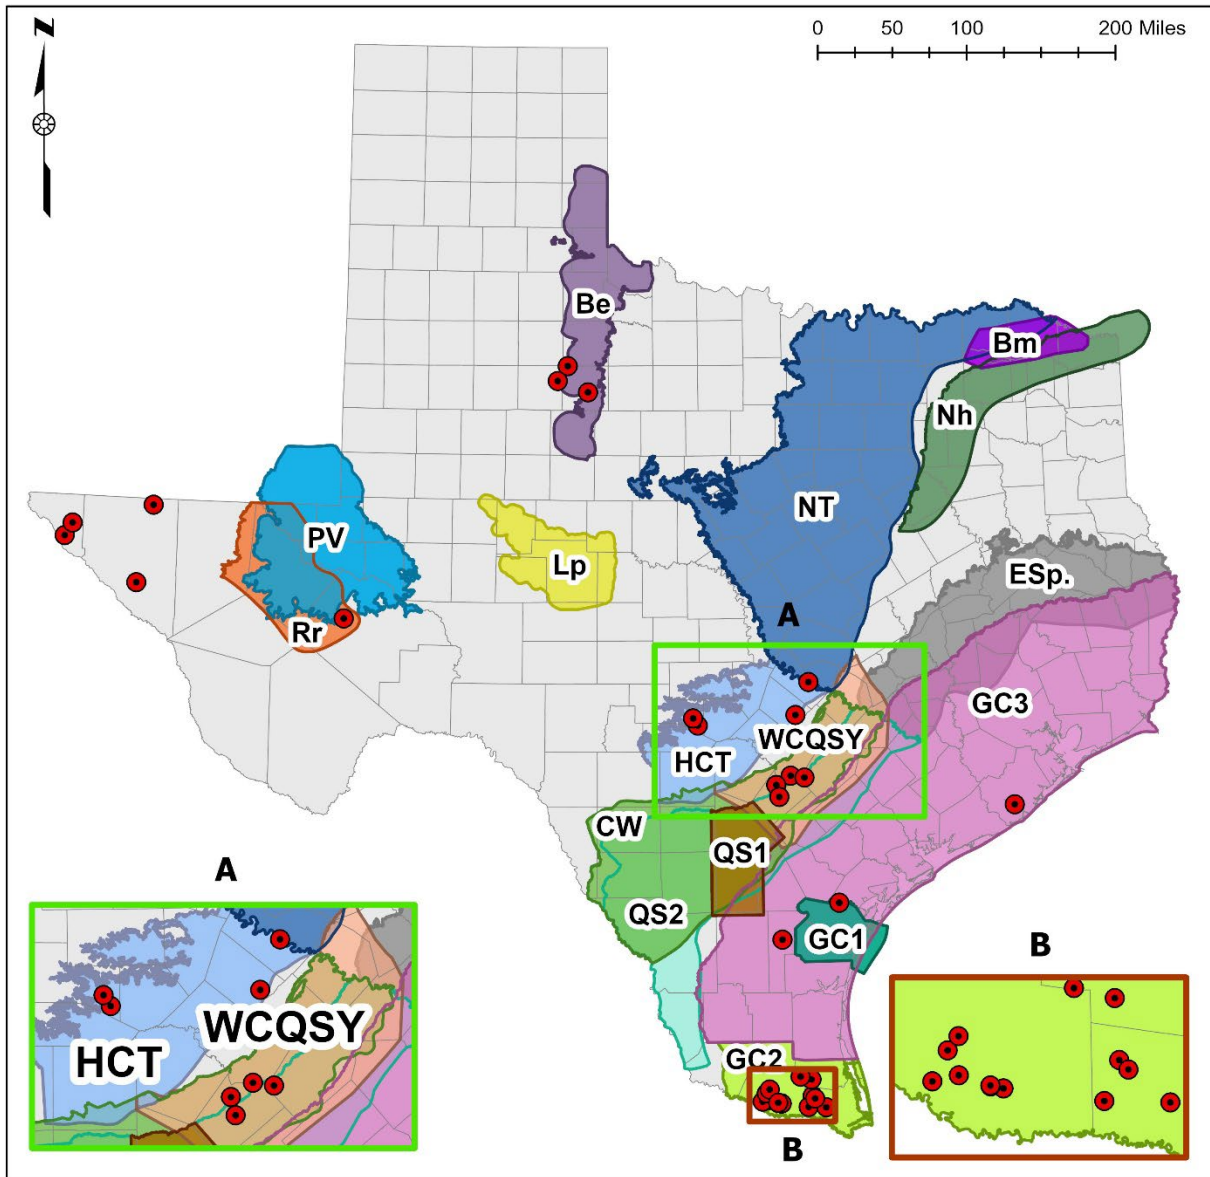 N
0 50 100 200 Miles
Be
Bm
Nh
NT
PV
Lp
ESp.
Rr
A
GC3
WCQSY
HCT
CW
QS1
A
QS2
GC1
B
WCQSY
HCT
GC2
B